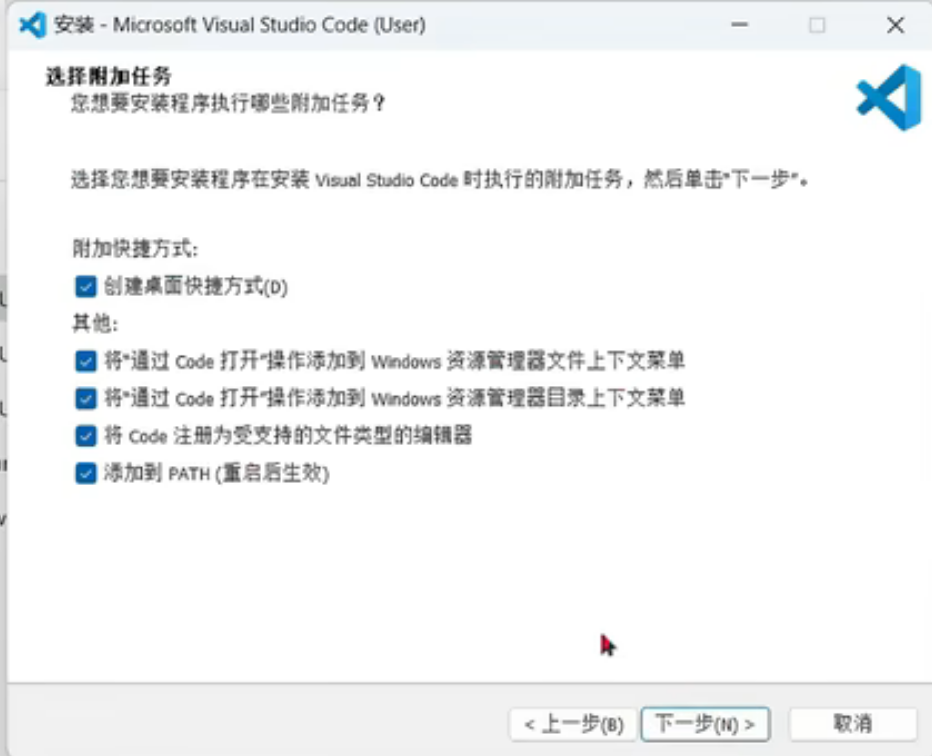 安装 - Microsoft Visual Studio Code (User)
选择附加任务
您想要安装程序执行哪些附加任务？
选择您想要安装程序在安装 Visual Studio Code 时执行的附加任务，然后单击“下一步”。
附加快捷方式:
创建桌面快捷方式(D)
其他:
将“通过 Code 打开”操作添加到 Windows 资源管理器文件上下文菜单
将“通过 Code 打开”操作添加到 Windows 资源管理器目录上下文菜单
将 Code 注册为受支持的文件类型的编辑器
添加到 PATH (重启后生效)
< 上一步(B) 下一步(N) > 取消